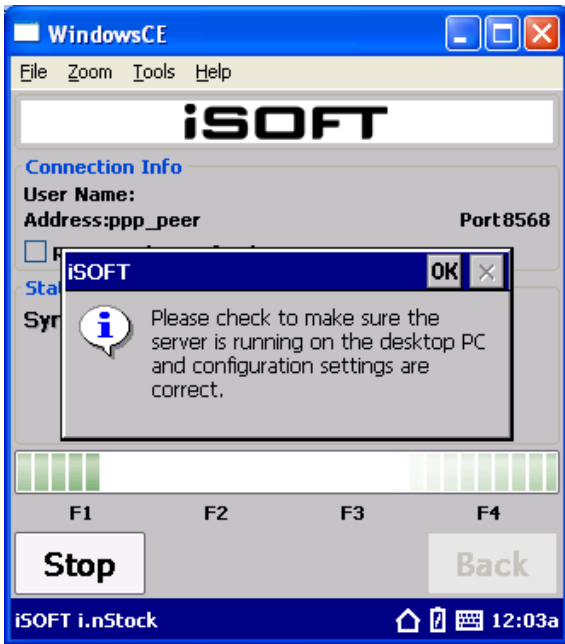 WindowsCE
File Zoom Tools Help
iSOFT
Connection Info
User Name:
Address:ppp_peer Port8568
iSOFT OK
Please check to make sure the
server is running on the desktop PC
and configuration settings are
correct.
F1 F2 F3 F4
Stop Back
iSOFT i.nStock 12:03a